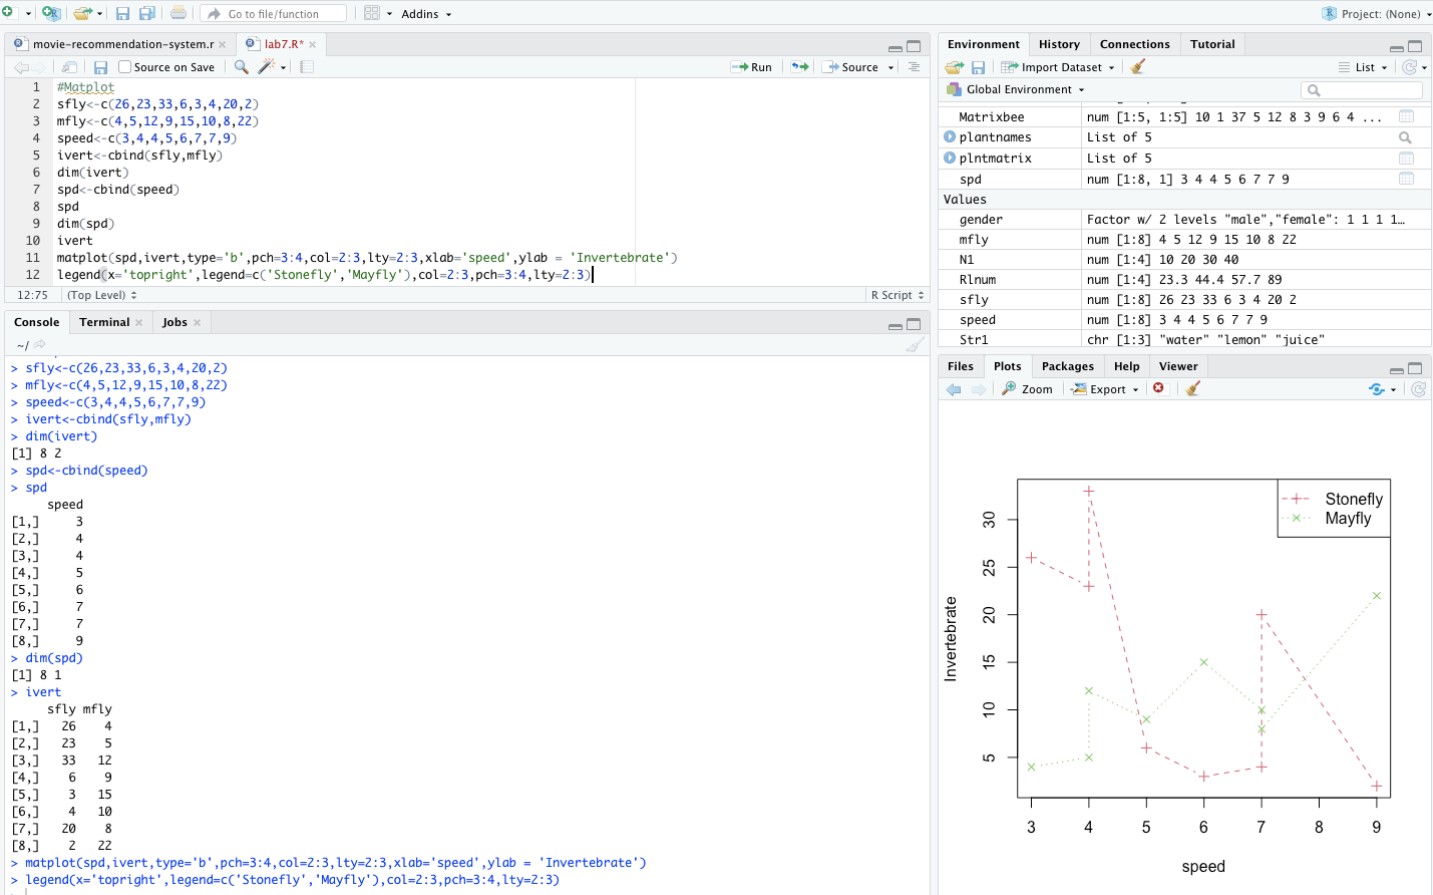 Go to file/function
Addins
Project: (None)
movie-recommendation-system.r
lab7.R*
Source on Save
Run
Source
1 #Matplot
2 sfly<-c(26,23,33,6,3,4,20,2)
3 mfly<-c(4,5,12,9,15,10,8,22)
4 speed<-c(3,4,4,5,6,7,7,9)
5 ivert<-cbind(sfly,mfly)
6 dim(ivert)
7 spd<-cbind(speed)
8 spd
9 dim(spd)
10 ivert
11 matplot(spd,ivert,type='b',pch=3:4,col=2:3,lty=2:3,xlab='speed',ylab = 'Invertebrate')
12 legend(x='topright',legend=c('Stonefly','Mayfly'),col=2:3,pch=3:4,lty=2:3)
12:75 (Top Level) R Script
Console Terminal Jobs
~/
> sfly<-c(26,23,33,6,3,4,20,2)
> mfly<-c(4,5,12,9,15,10,8,22)
> speed<-c(3,4,4,5,6,7,7,9)
> ivert<-cbind(sfly,mfly)
> dim(ivert)
[1] 8 2
> spd<-cbind(speed)
> spd
speed
[1,] 3
[2,] 4
[3,] 4
[4,] 5
[5,] 6
[6,] 7
[7,] 7
[8,] 9
> dim(spd)
[1] 8 1
> ivert
sfly mfly
[1,] 26 4
[2,] 23 5
[3,] 33 12
[4,] 6 9
[5,] 3 15
[6,] 4 10
[7,] 20 8
[8,] 2 22
> matplot(spd,ivert,type='b',pch=3:4,col=2:3,lty=2:3,xlab='speed',ylab = 'Invertebrate')
> legend(x='topright',legend=c('Stonefly','Mayfly'),col=2:3,pch=3:4,lty=2:3)
Environment History Connections Tutorial
Import Dataset List
Global Environment
Matrixbee num [1:5, 1:5] 10 1 37 5 12 8 3 9 6 4 ...
plantnames List of 5
plntmatrix List of 5
spd num [1:8, 1] 3 4 4 5 6 7 7 9
Values
gender Factor w/ 2 levels "male","female": 1 1 1 1…
mfly num [1:8] 4 5 12 9 15 10 8 22
N1 num [1:4] 10 20 30 40
Rlnum num [1:4] 23.3 44.4 57.7 89
sfly num [1:8] 26 23 33 6 3 4 20 2
speed num [1:8] 3 4 4 5 6 7 7 9
Str1 chr [1:3] "water" "lemon" "juice"
Files Plots Packages Help Viewer
Zoom Export
Stonefly
Mayfly
30
25
20
15
10
5
Invertebrate
3 4 5 6 7 8 9
speed